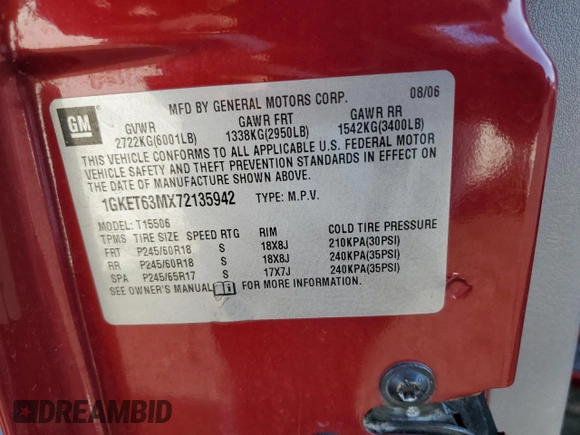 GM
MFD BY GENERAL MOTORS CORP. 08/06
GVWR GAWR FRT GAWR RR
2722KG(6001LB) 1338KG(2950LB) 1542KG(3400LB)
THIS VEHICLE CONFORMS TO ALL APPLICABLE U.S. FEDERAL MOTOR
VEHICLE SAFETY AND THEFT PREVENTION STANDARDS IN EFFECT ON
THE DATE OF MANUFACTURE SHOWN ABOVE.
1GKET63MX72135942 TYPE: M.P.V.
MODEL: T15506
TPMS TIRE SIZE SPEED RTG RIM COLD TIRE PRESSURE
FRT P245/60R18 S 18X8J 210KPA(30PSI)
RR P245/60R18 S 18X8J 240KPA(35PSI)
SPA P245/65R17 S 17X7J 240KPA(35PSI)
SEE OWNER'S MANUAL FOR MORE INFORMATION.
DREAMBID